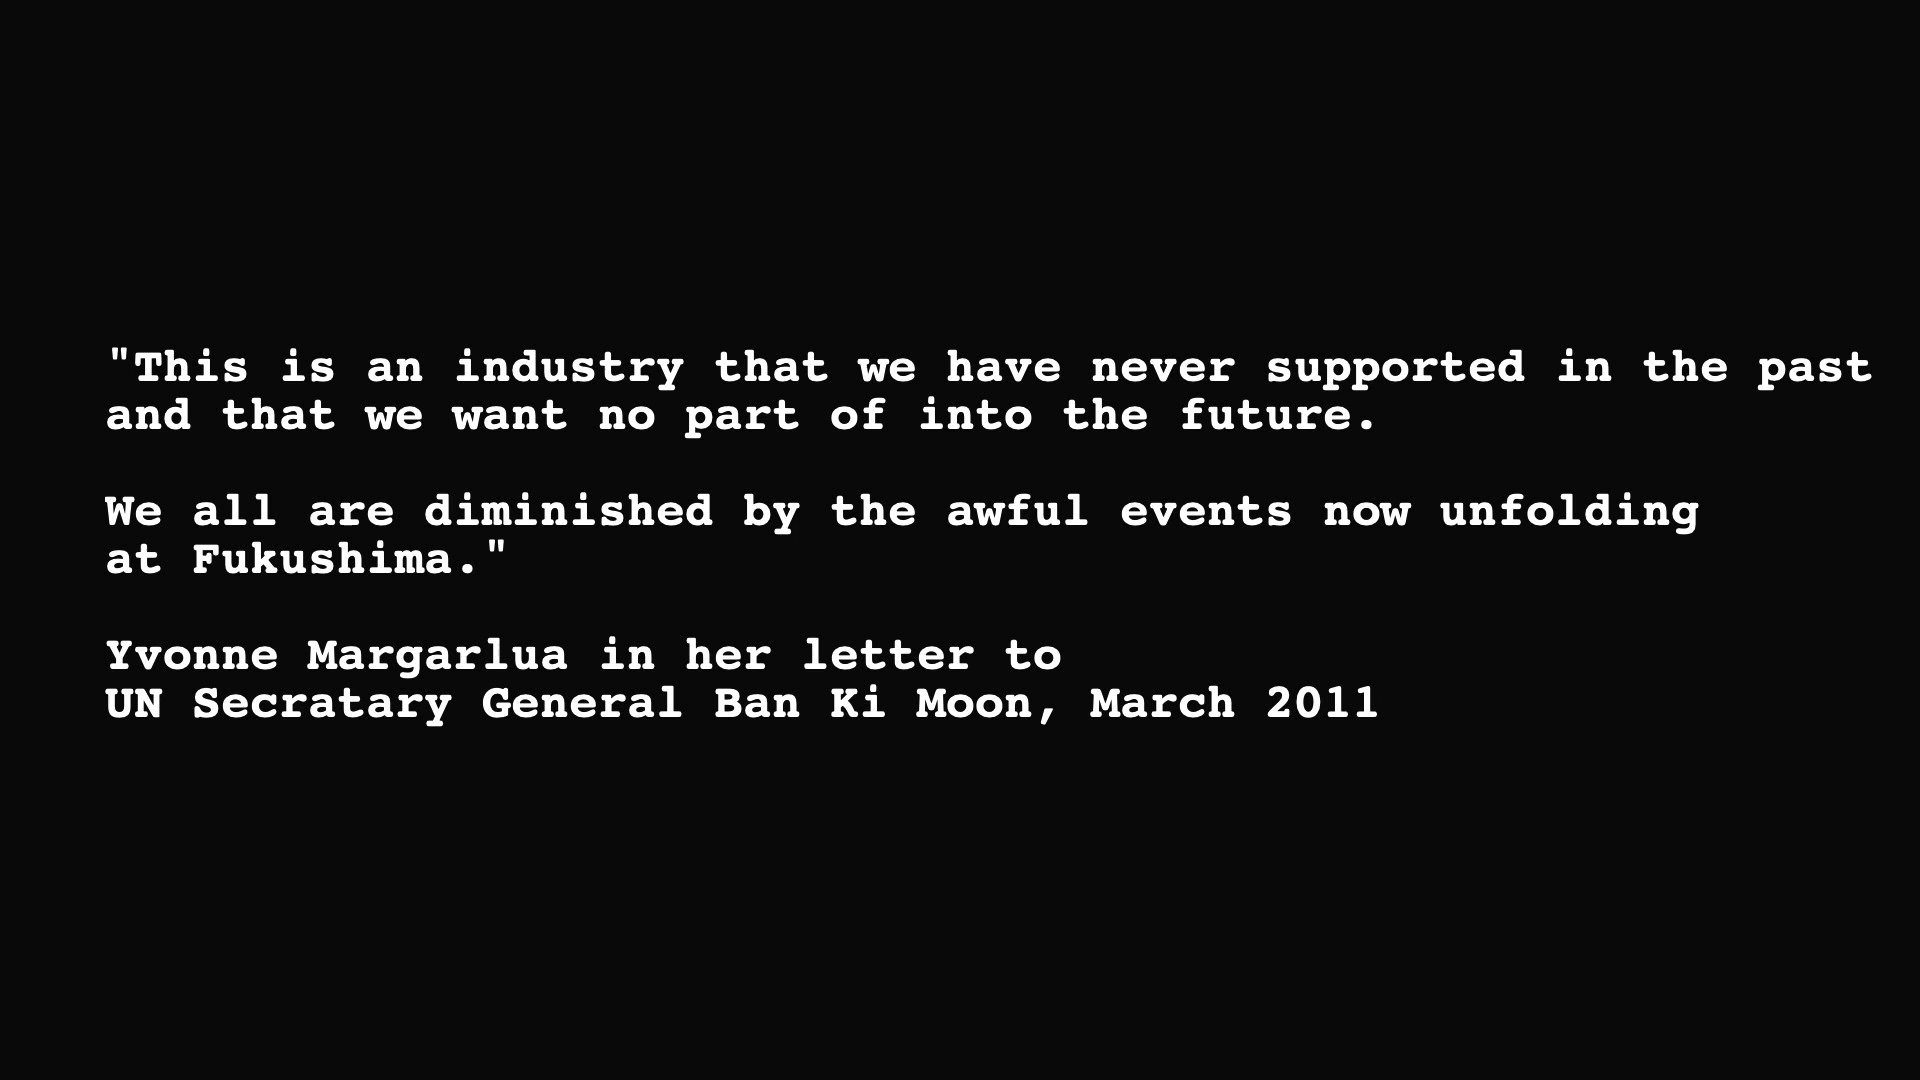 "This is an industry that we have never supported in the past
and that we want no part of into the future.
We all are diminished by the awful events now unfolding
at Fukushima."
Yvonne Margarlua in her letter to
UN Secratary General Ban Ki Moon, March 2011